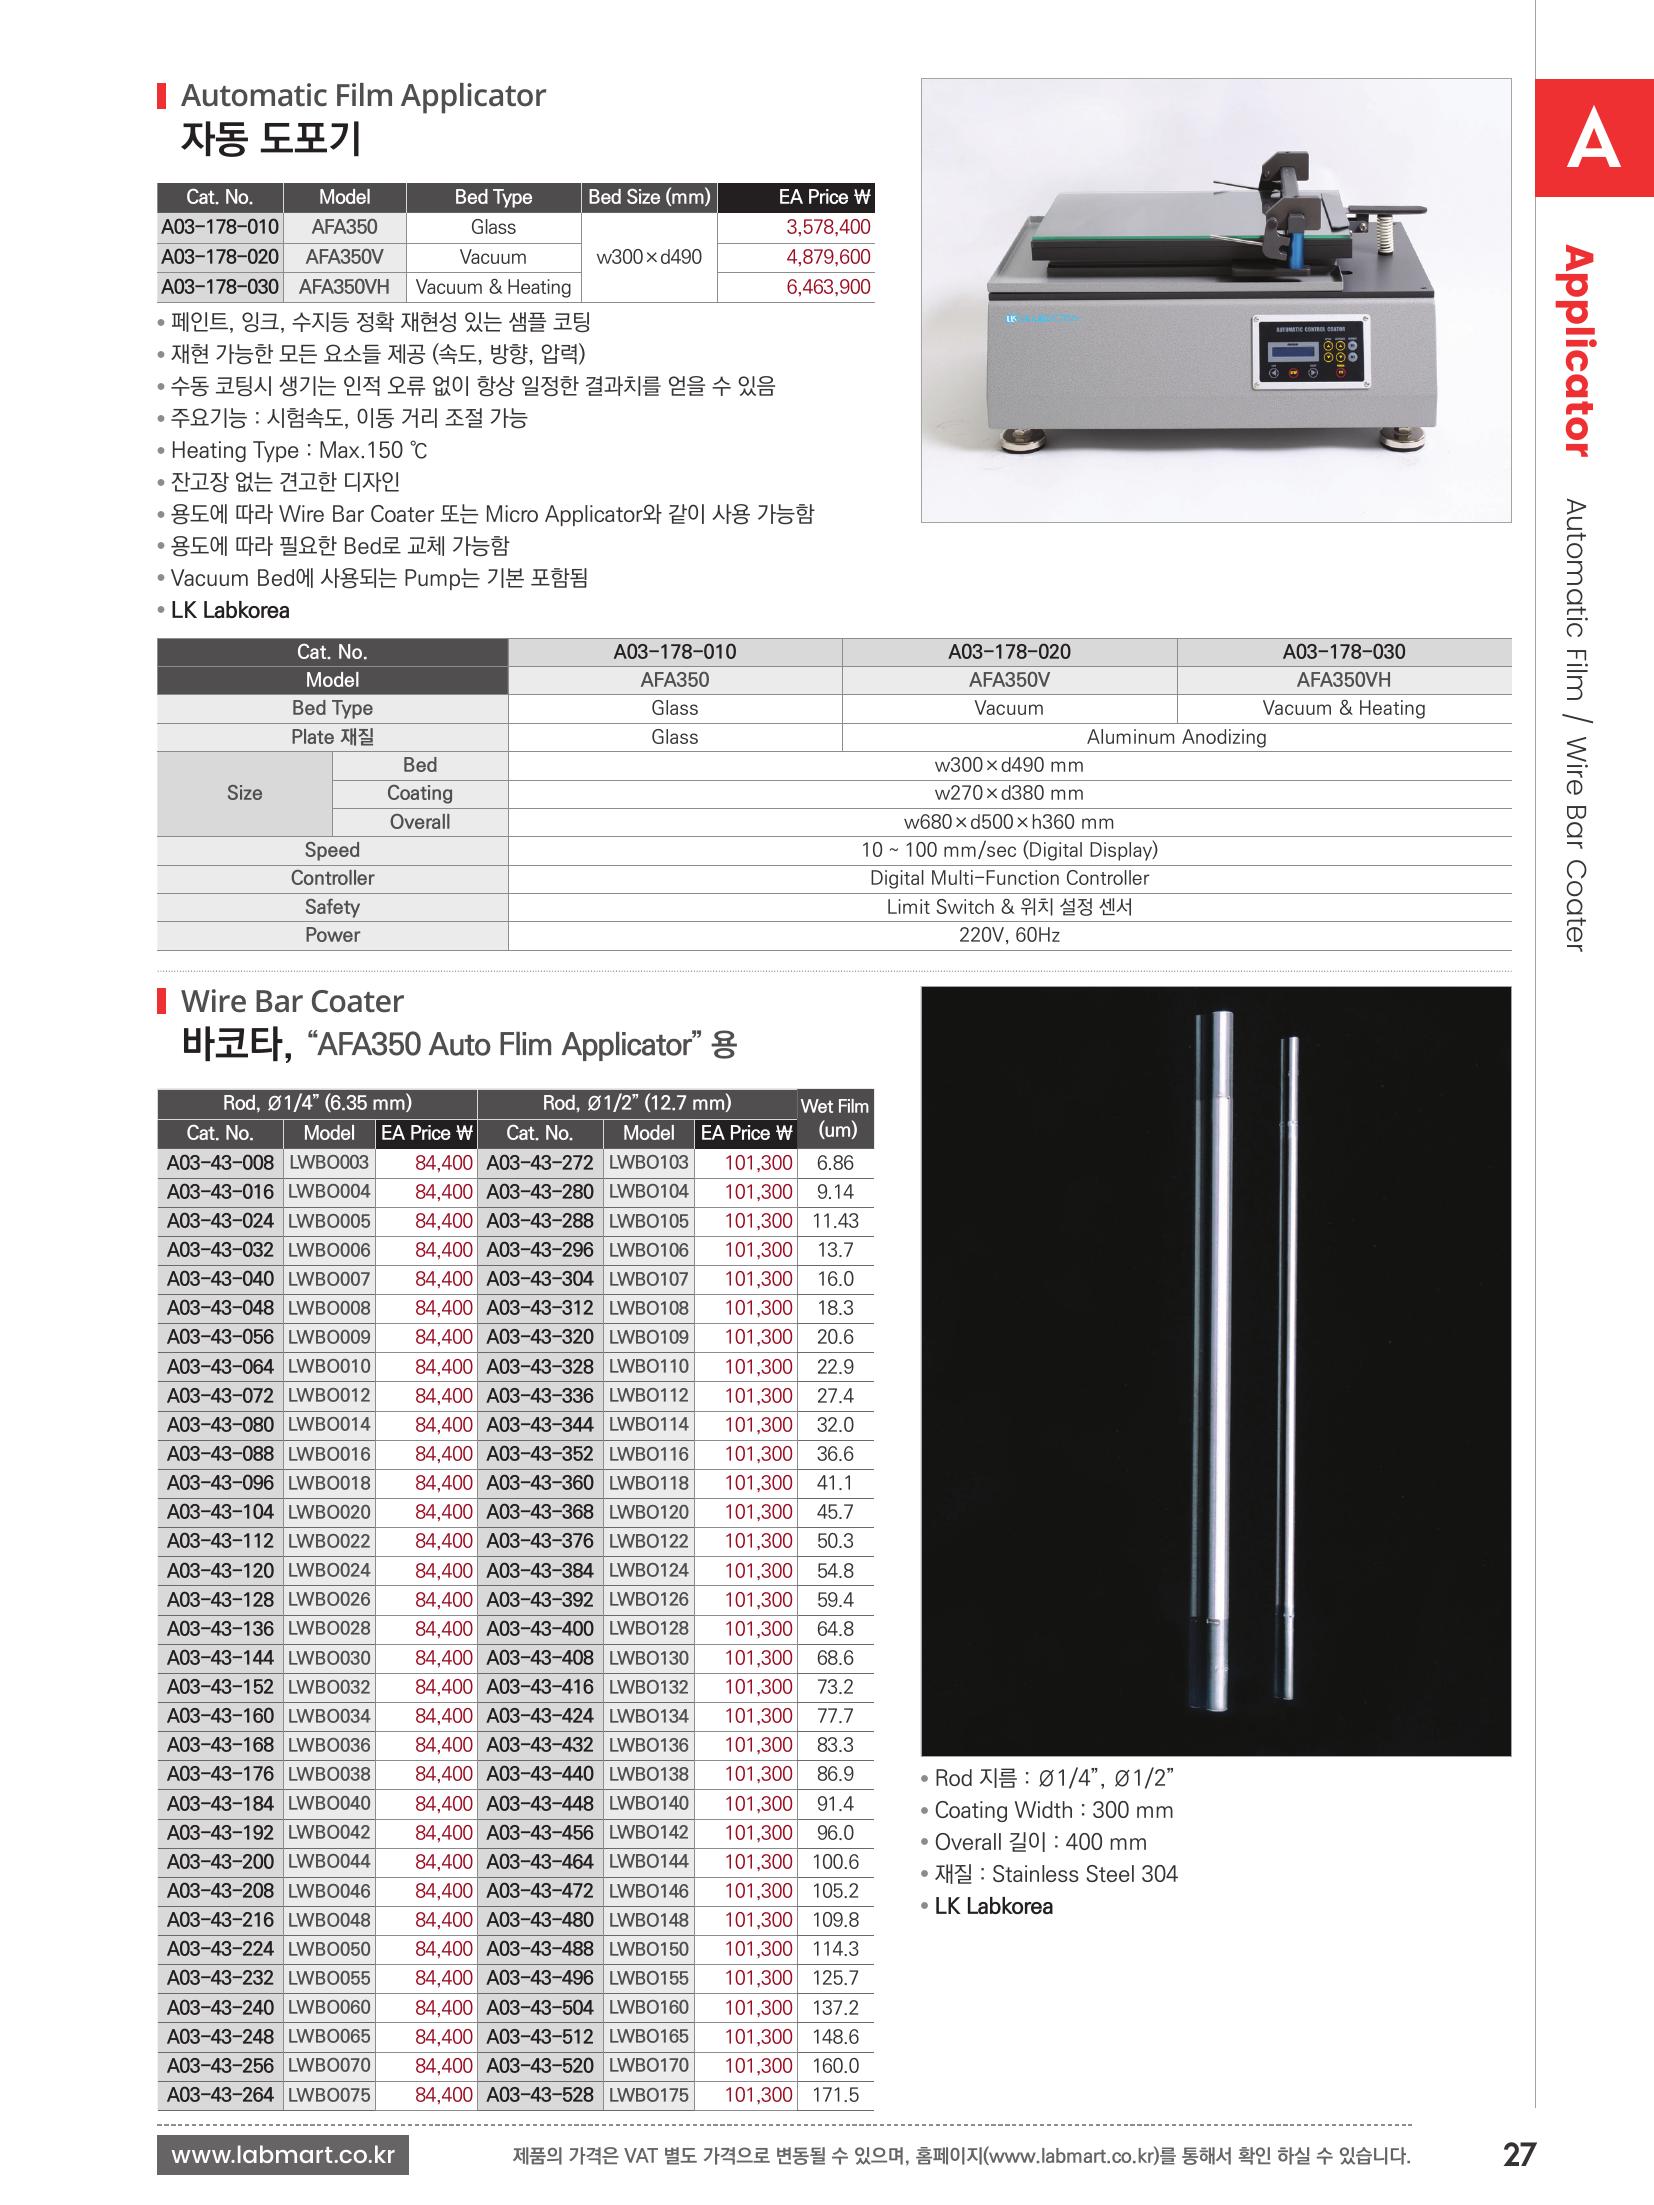 Automatic Film Applicator
자동 도포기
Cat. No. Model Bed Type Bed Size (mm) EA Price ₩
A03-178-010 AFA350 Glass w300×d490 3,578,400
A03-178-020 AFA350V Vacuum 4,879,600
A03-178-030 AFA350VH Vacuum & Heating 6,463,900
• 페인트, 잉크, 수지등 정확 재현성 있는 샘플 코팅
• 재현 가능한 모든 요소들 제공 (속도, 방향, 압력)
• 수동 코팅시 생기는 인적 오류 없이 항상 일정한 결과치를 얻을 수 있음
• 주요기능 : 시험속도, 이동 거리 조절 가능
• Heating Type : Max.150 ℃
• 잔고장 없는 견고한 디자인
• 용도에 따라 Wire Bar Coater 또는 Micro Applicator와 같이 사용 가능함
• 용도에 따라 필요한 Bed로 교체 가능함
• Vacuum Bed에 사용되는 Pump는 기본 포함됨
• LK Labkorea
AUTOMATIC CONTROL COATOR
Cat. No. A03-178-010 A03-178-020 A03-178-030
Model AFA350 AFA350V AFA350VH
Bed Type Glass Vacuum Vacuum & Heating
Plate 재질 Glass Aluminum Anodizing
Size Bed w300×d490 mm
Coating w270×d380 mm
Overall w680×d500×h360 mm
Speed 10 ~ 100 mm/sec (Digital Display)
Controller Digital Multi-Function Controller
Safety Limit Switch & 위치 설정 센서
Power 220V, 60Hz
Wire Bar Coater
바코타, “AFA350 Auto Flim Applicator” 용
Rod, Ø1/4” (6.35 mm) Rod, Ø1/2” (12.7 mm) Wet Film (um)
Cat. No. Model EA Price ₩ Cat. No. Model EA Price ₩
A03-43-008 LWBO003 84,400 A03-43-272 LWBO103 101,300 6.86
A03-43-016 LWBO004 84,400 A03-43-280 LWBO104 101,300 9.14
A03-43-024 LWBO005 84,400 A03-43-288 LWBO105 101,300 11.43
A03-43-032 LWBO006 84,400 A03-43-296 LWBO106 101,300 13.7
A03-43-040 LWBO007 84,400 A03-43-304 LWBO107 101,300 16.0
A03-43-048 LWBO008 84,400 A03-43-312 LWBO108 101,300 18.3
A03-43-056 LWBO009 84,400 A03-43-320 LWBO109 101,300 20.6
A03-43-064 LWBO010 84,400 A03-43-328 LWBO110 101,300 22.9
A03-43-072 LWBO012 84,400 A03-43-336 LWBO112 101,300 27.4
A03-43-080 LWBO014 84,400 A03-43-344 LWBO114 101,300 32.0
A03-43-088 LWBO016 84,400 A03-43-352 LWBO116 101,300 36.6
A03-43-096 LWBO018 84,400 A03-43-360 LWBO118 101,300 41.1
A03-43-104 LWBO020 84,400 A03-43-368 LWBO120 101,300 45.7
A03-43-112 LWBO022 84,400 A03-43-376 LWBO122 101,300 50.3
A03-43-120 LWBO024 84,400 A03-43-384 LWBO124 101,300 54.8
A03-43-128 LWBO026 84,400 A03-43-392 LWBO126 101,300 59.4
A03-43-136 LWBO028 84,400 A03-43-400 LWBO128 101,300 64.8
A03-43-144 LWBO030 84,400 A03-43-408 LWBO130 101,300 68.6
A03-43-152 LWBO032 84,400 A03-43-416 LWBO132 101,300 73.2
A03-43-160 LWBO034 84,400 A03-43-424 LWBO134 101,300 77.7
A03-43-168 LWBO036 84,400 A03-43-432 LWBO136 101,300 83.3
A03-43-176 LWBO038 84,400 A03-43-440 LWBO138 101,300 86.9
A03-43-184 LWBO040 84,400 A03-43-448 LWBO140 101,300 91.4
A03-43-192 LWBO042 84,400 A03-43-456 LWBO142 101,300 96.0
A03-43-200 LWBO044 84,400 A03-43-464 LWBO144 101,300 100.6
A03-43-208 LWBO046 84,400 A03-43-472 LWBO146 101,300 105.2
A03-43-216 LWBO048 84,400 A03-43-480 LWBO148 101,300 109.8
A03-43-224 LWBO050 84,400 A03-43-488 LWBO150 101,300 114.3
A03-43-232 LWBO055 84,400 A03-43-496 LWBO155 101,300 125.7
A03-43-240 LWBO060 84,400 A03-43-504 LWBO160 101,300 137.2
A03-43-248 LWBO065 84,400 A03-43-512 LWBO165 101,300 148.6
A03-43-256 LWBO070 84,400 A03-43-520 LWBO170 101,300 160.0
A03-43-264 LWBO075 84,400 A03-43-528 LWBO175 101,300 171.5
• Rod 지름 : Ø1/4”, Ø1/2”
• Coating Width : 300 mm
• Overall 길이 : 400 mm
• 재질 : Stainless Steel 304
• LK Labkorea
A
Applicator Automatic Film / Wire Bar Coater
www.labmart.co.kr
제품의 가격은 VAT 별도 가격으로 변동될 수 있으며, 홈페이지(www.labmart.co.kr)를 통해서 확인 하실 수 있습니다.
27